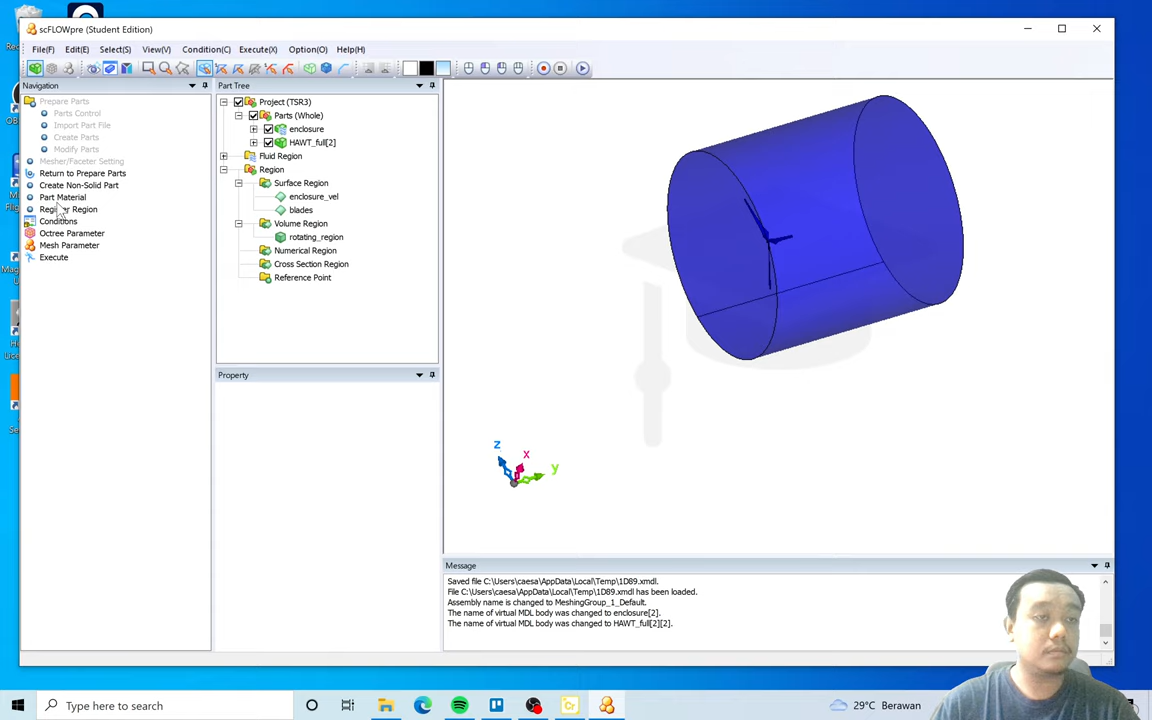 Rec
scFLOWpre (Student Edition)
File(F) Edit(E) Select(S) View(V) Condition(C) Execute(X) Option(O) Help(H)
Navigation
Prepare Parts
Parts Control
Import Part File
Create Parts
Modify Parts
Mesher/Faceter Setting
Return to Prepare Parts
Create Non-Solid Part
Part Material
Region
Conditions
Octree Parameter
Mesh Parameter
Execute
Part Tree
Project (TSR3)
Parts (Whole)
enclosure
HAWT_full[2]
Fluid Region
Region
Surface Region
enclosure_vel
blades
Volume Region
rotating_region
Numerical Region
Cross Section Region
Reference Point
Property
z
x
y
Message
Saved file C:\Users\caesa\AppData\Local\Temp\1D89.xmdl.
File C:\Users\caesa\AppData\Local\Temp\1D89.xmdl has been loaded.
Assembly name is changed to MeshingGroup_1_Default.
The name of virtual MDL body was changed to enclosure[2].
The name of virtual MDL body was changed to HAWT_full[2][2].
Type here to search
Cr
29°C Berawan